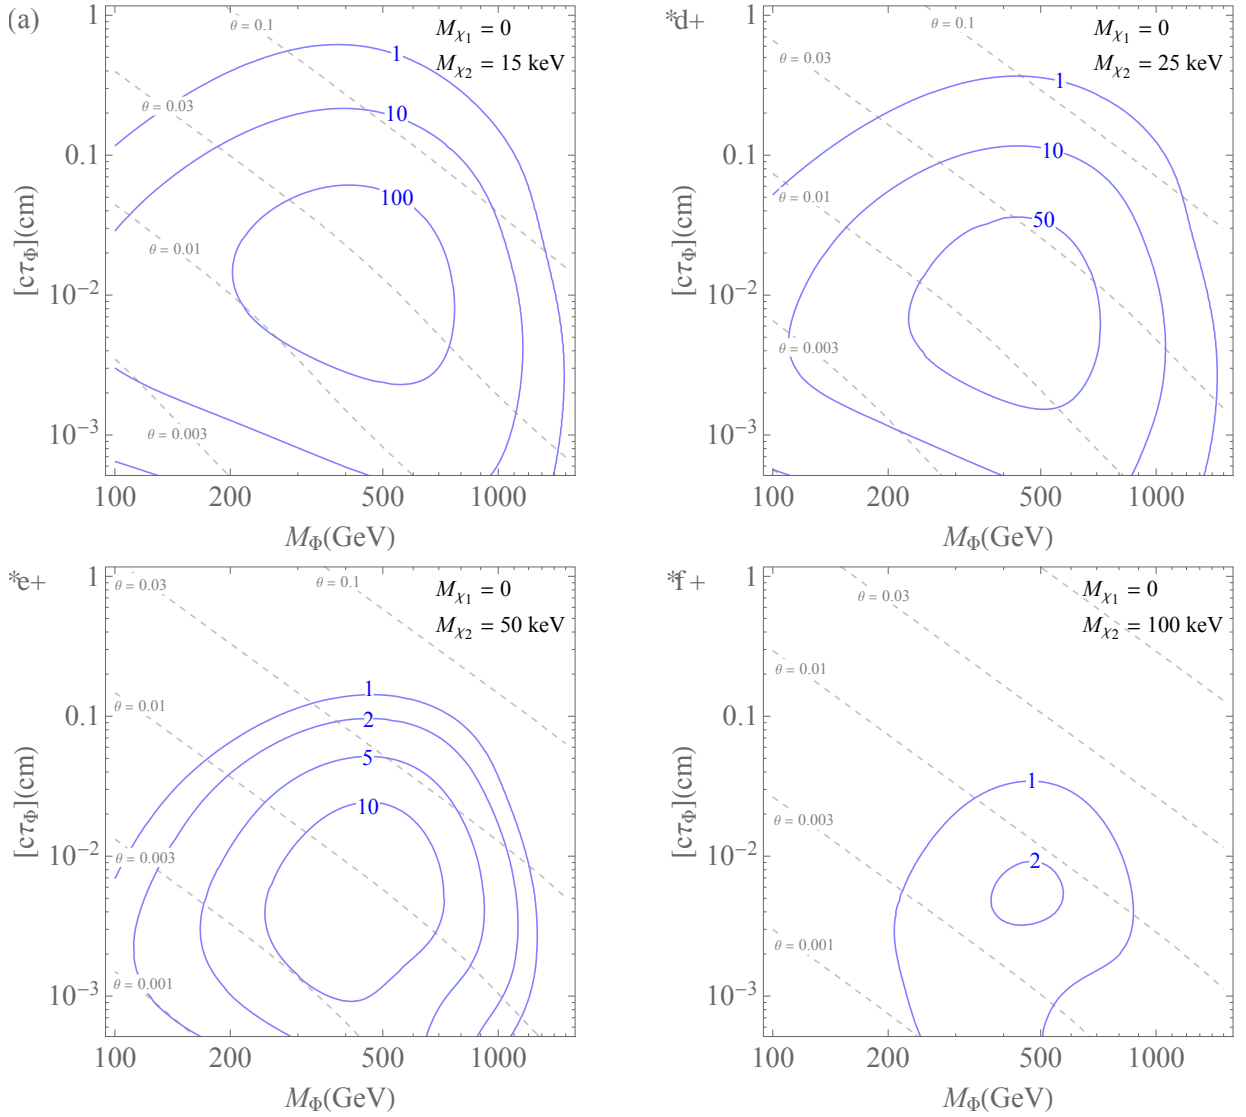 (a)
M_χ1 = 0
M_χ2 = 15 keV
θ = 0.1
θ = 0.03
θ = 0.01
θ = 0.003
1
10
100
1
0.1
10⁻²
10⁻³
[cτ_Φ](cm)
100 200 500 1000
M_Φ(GeV)
*d+
M_χ1 = 0
M_χ2 = 25 keV
θ = 0.1
θ = 0.03
θ = 0.01
θ = 0.003
1
10
50
1
0.1
10⁻²
10⁻³
[cτ_Φ](cm)
100 200 500 1000
M_Φ(GeV)
*e+
M_χ1 = 0
M_χ2 = 50 keV
θ = 0.03
θ = 0.1
θ = 0.01
θ = 0.003
θ = 0.001
1
2
5
10
1
0.1
10⁻²
10⁻³
[cτ_Φ](cm)
100 200 500 1000
M_Φ(GeV)
*f+
M_χ1 = 0
M_χ2 = 100 keV
θ = 0.03
θ = 0.01
θ = 0.003
θ = 0.001
1
2
1
0.1
10⁻²
10⁻³
[cτ_Φ](cm)
100 200 500 1000
M_Φ(GeV)